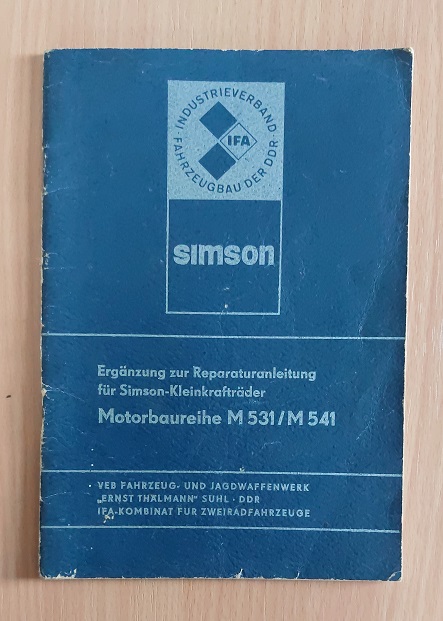 · INDUSTRIEVERBAND ·
FAHRZEUGBAU DER DDR
IFA
simson
Ergänzung zur Reparaturanleitung
für Simson-Kleinkrafträder
Motorbaureihe M 531/M 541
VEB FAHRZEUG- UND JAGDWAFFENWERK
„ERNST THÄLMANN" SUHL · DDR
IFA-KOMBINAT FÜR ZWEIRADFAHRZEUGE